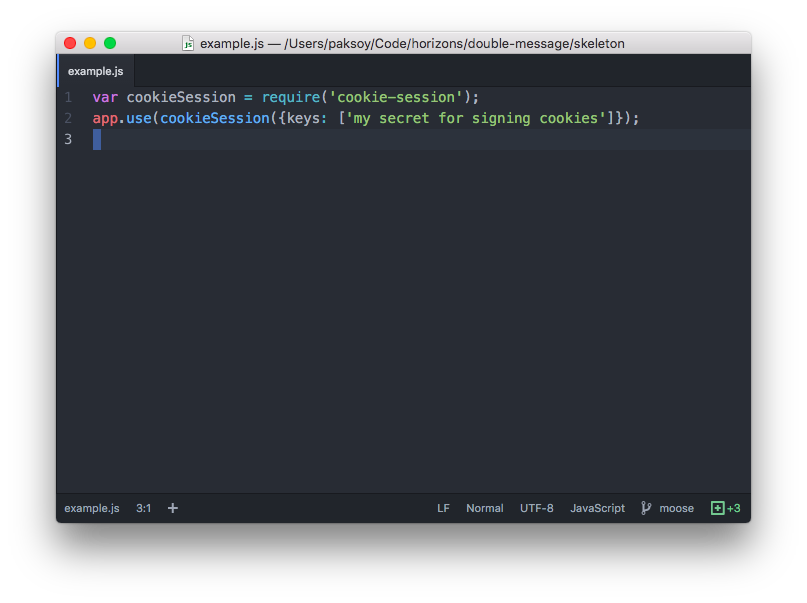 JS example.js — /Users/paksoy/Code/horizons/double-message/skeleton
example.js
1 var cookieSession = require('cookie-session');
2 app.use(cookieSession({keys: ['my secret for signing cookies']});
3
example.js 3:1 + LF Normal UTF-8 JavaScript moose +3